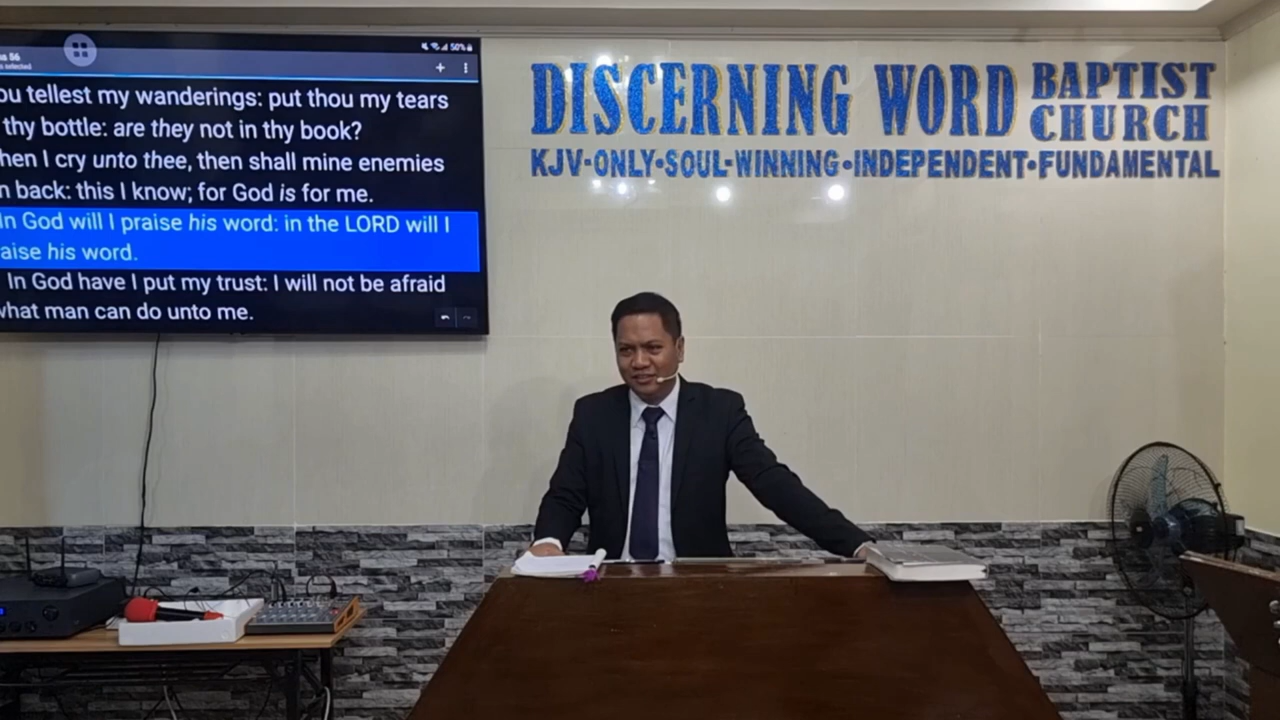 50%
s 56
selected
ou tellest my wanderings: put thou my tears
thy bottle: are they not in thy book?
hen I cry unto thee, then shall mine enemies
n back: this I know; for God is for me.
In God will I praise his word: in the LORD will I
aise his word.
In God have I put my trust: I will not be afraid
what man can do unto me.
DISCERNING WORD BAPTIST CHURCH
KJV-ONLY•SOUL-WINNING•INDEPENDENT•FUNDAMENTAL